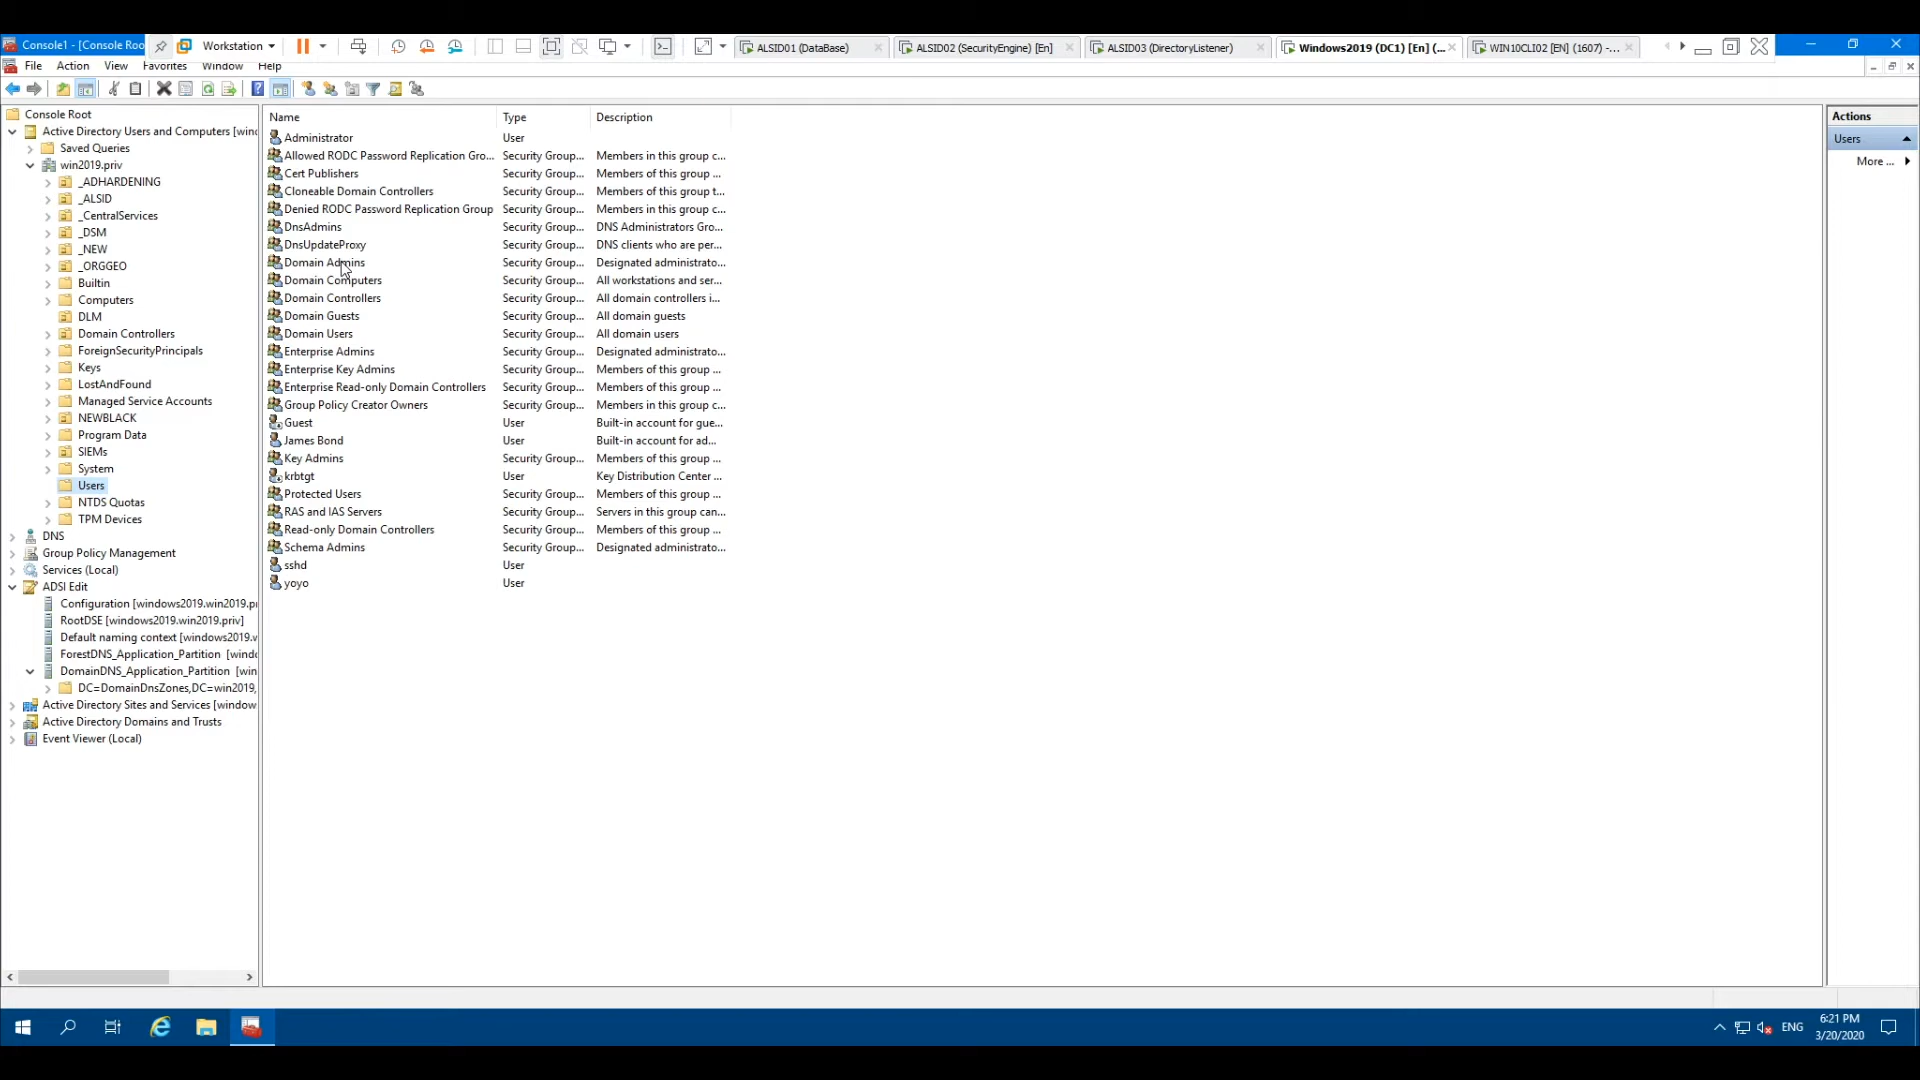 Console1 - [Console Roo
Workstation
ALSID01 (DataBase)
ALSID02 (SecurityEngine) [En]
ALSID03 (DirectoryListener)
Windows2019 (DC1) [En] (...
WIN10CLI02 [EN] (1607) -...
File
Action
View
Favorites
Window
Help
Console Root
Active Directory Users and Computers [wind
Saved Queries
win2019.priv
_ADHARDENING
_ALSID
_CentralServices
_DSM
_NEW
_ORGGEO
Builtin
Computers
DLM
Domain Controllers
ForeignSecurityPrincipals
Keys
LostAndFound
Managed Service Accounts
NEWBLACK
Program Data
SIEMs
System
Users
NTDS Quotas
TPM Devices
DNS
Group Policy Management
Services (Local)
ADSI Edit
Configuration [windows2019.win2019.pr
RootDSE [windows2019.win2019.priv]
Default naming context [windows2019.w
ForestDNS_Application_Partition [windo
DomainDNS_Application_Partition [win
DC=DomainDnsZones,DC=win2019,
Active Directory Sites and Services [window
Active Directory Domains and Trusts
Event Viewer (Local)
Name Type Description
Administrator User
Allowed RODC Password Replication Gro... Security Group... Members in this group c...
Cert Publishers Security Group... Members of this group ...
Cloneable Domain Controllers Security Group... Members of this group t...
Denied RODC Password Replication Group Security Group... Members in this group c...
DnsAdmins Security Group... DNS Administrators Gro...
DnsUpdateProxy Security Group... DNS clients who are per...
Domain Admins Security Group... Designated administrato...
Domain Computers Security Group... All workstations and ser...
Domain Controllers Security Group... All domain controllers i...
Domain Guests Security Group... All domain guests
Domain Users Security Group... All domain users
Enterprise Admins Security Group... Designated administrato...
Enterprise Key Admins Security Group... Members of this group ...
Enterprise Read-only Domain Controllers Security Group... Members of this group ...
Group Policy Creator Owners Security Group... Members in this group c...
Guest User Built-in account for gue...
James Bond User Built-in account for ad...
Key Admins Security Group... Members of this group ...
krbtgt User Key Distribution Center ...
Protected Users Security Group... Members of this group ...
RAS and IAS Servers Security Group... Servers in this group can...
Read-only Domain Controllers Security Group... Members of this group ...
Schema Admins Security Group... Designated administrato...
sshd User
yoyo User
Actions
Users
More ...
ENG
6:21 PM
3/20/2020